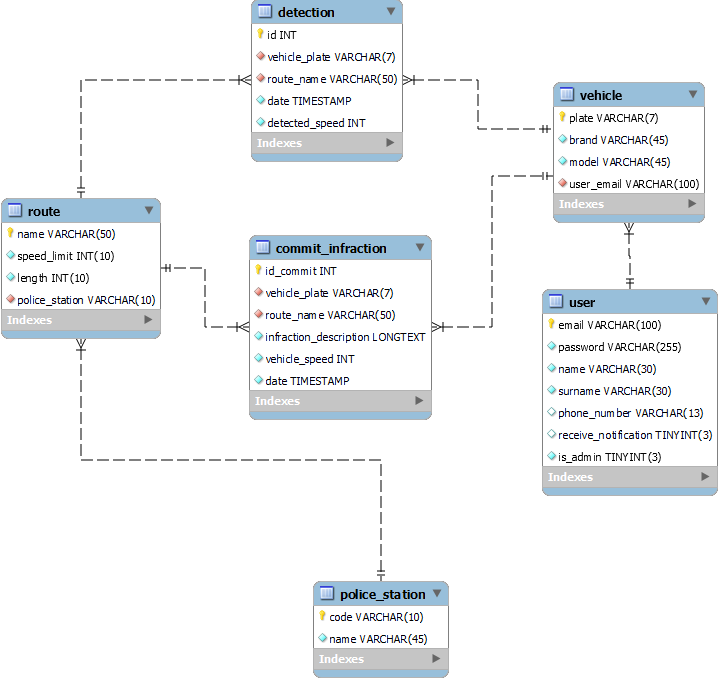 detection
id INT
vehicle_plate VARCHAR(7)
route_name VARCHAR(50)
date TIMESTAMP
detected_speed INT
Indexes
vehicle
plate VARCHAR(7)
brand VARCHAR(45)
model VARCHAR(45)
user_email VARCHAR(100)
Indexes
route
name VARCHAR(50)
speed_limit INT(10)
length INT(10)
police_station VARCHAR(10)
Indexes
commit_infraction
id_commit INT
vehicle_plate VARCHAR(7)
route_name VARCHAR(50)
infraction_description LONGTEXT
vehicle_speed INT
date TIMESTAMP
Indexes
user
email VARCHAR(100)
password VARCHAR(255)
name VARCHAR(30)
surname VARCHAR(30)
phone_number VARCHAR(13)
receive_notification TINYINT(3)
is_admin TINYINT(3)
Indexes
police_station
code VARCHAR(10)
name VARCHAR(45)
Indexes